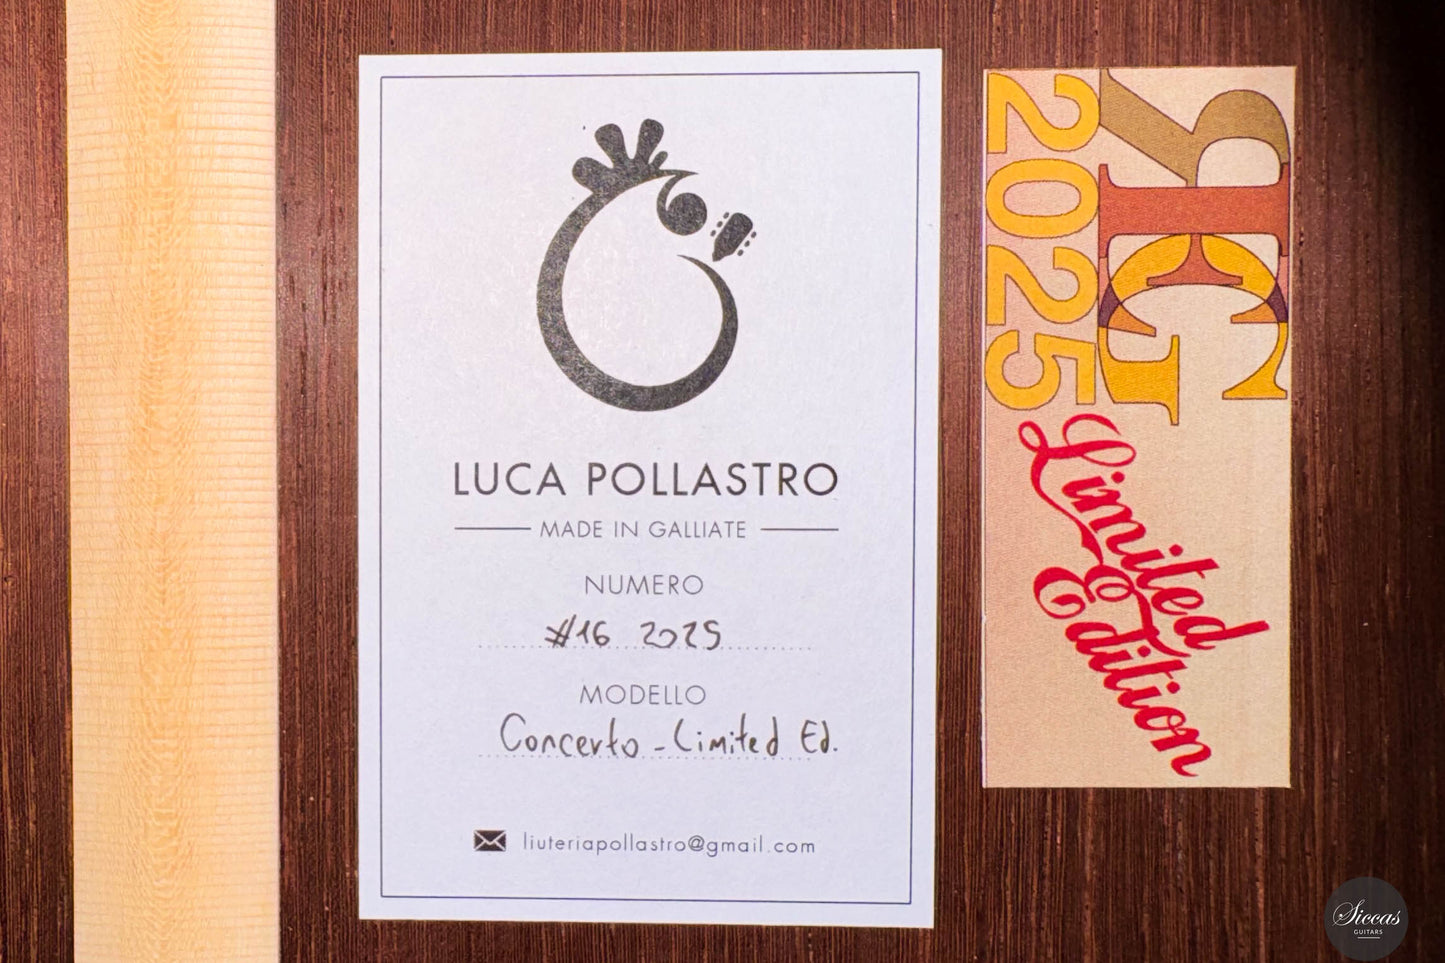 LUCA POLLASTRO
MADE IN GALLIATE
NUMERO
#16 2025
MODELLO
Concerto - Limited Ed.
liuteriapollastro@gmail.com
2025
Limited
Edition
Siccas
GUITARS